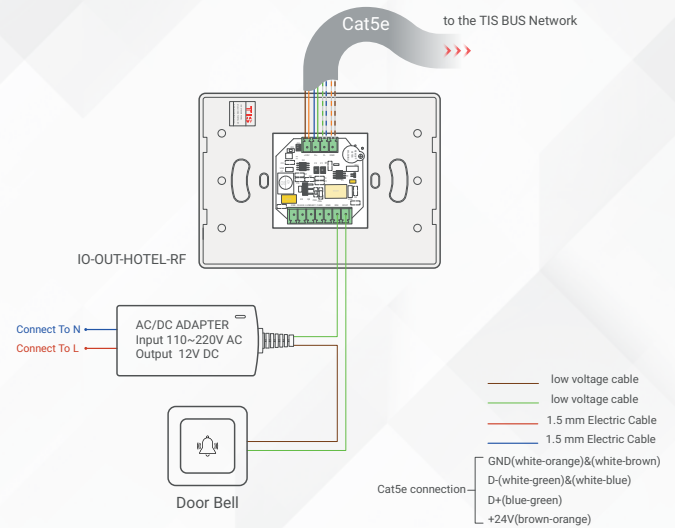 Cat5e
to the TIS BUS Network
TIS
IO-OUT-HOTEL-RF
AC/DC ADAPTER
Input 110~220V AC
Output 12V DC
Connect To N
Connect To L
Door Bell
low voltage cable
low voltage cable
1.5 mm Electric Cable
1.5 mm Electric Cable
Cat5e connection
GND(white-orange)&(white-brown)
D-(white-green)&(white-blue)
D+(blue-green)
+24V(brown-orange)